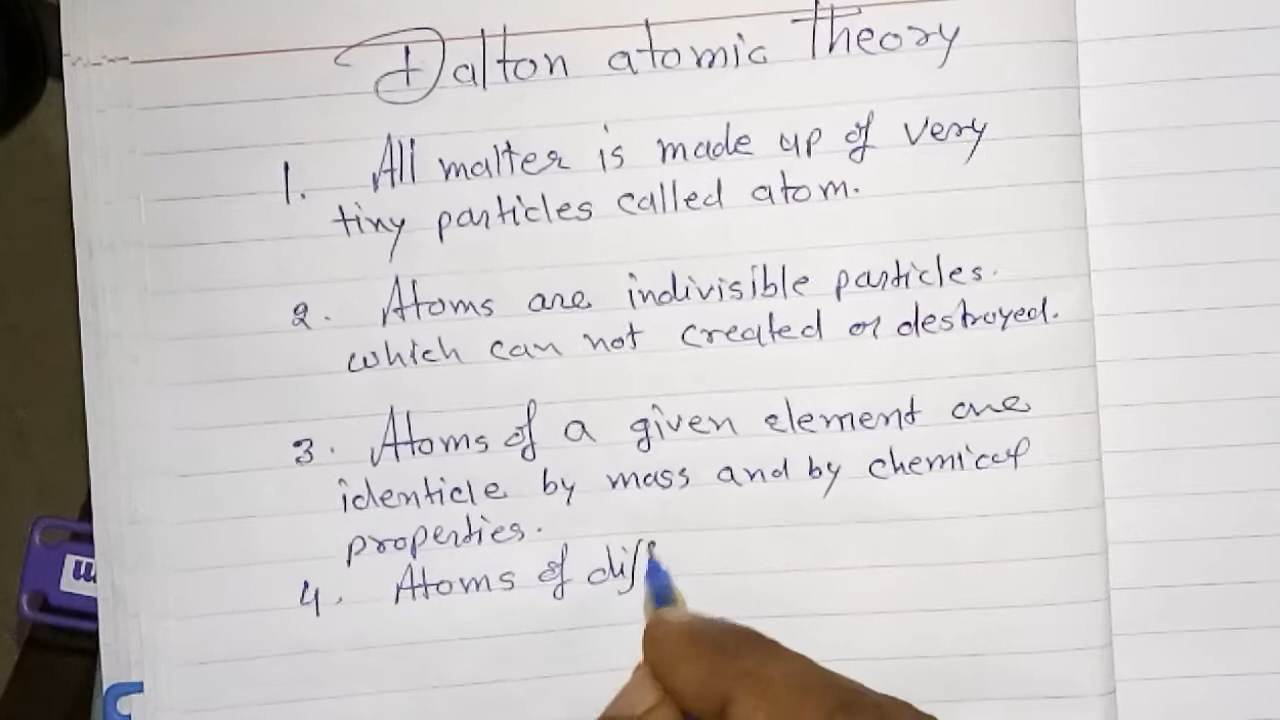 Dalton atomic Theory
1. All matter is made up of very
tiny particles called atom.
2. Atoms are indivisible particles.
which can not created or destroyed.
3. Atoms of a given element are
identicle by mass and by chemical
properties.
4. Atoms of diff